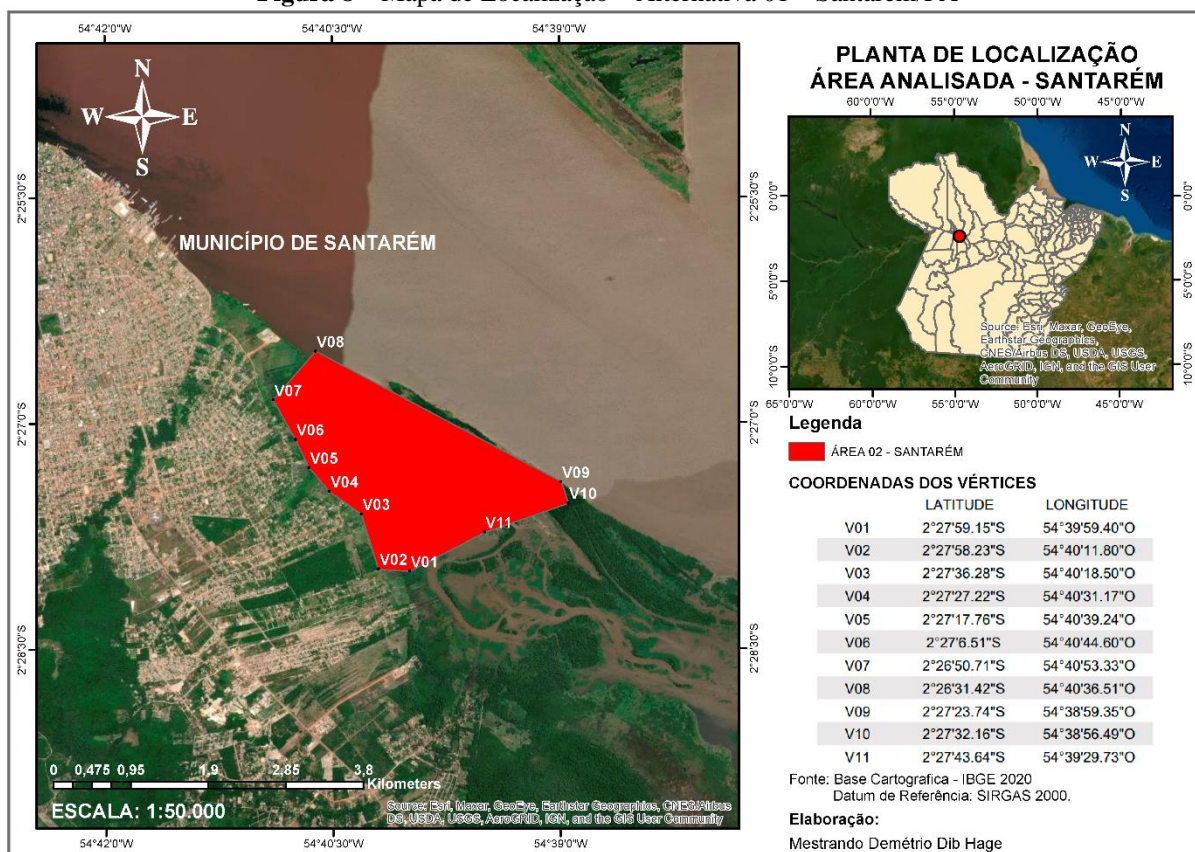 Figura 8 – Mapa de Localização – Alternativa 01 – Santarém/PA
54°42'0"W 54°40'30"W 54°39'0"W
N
W E
S
2°25'30"S
2°25'30"S
MUNICÍPIO DE SANTARÉM
V08
V07
2°27'0"S
2°27'0"S
V06
V05
V09
V04
V10
V03
V11
V02 V01
2°28'30"S
2°28'30"S
0 0,475 0,95 1,9 2,85 3,8
Kilometers
ESCALA: 1:50.000
Source: Esri, Maxar, GeoEye, Earthstar Geographics, CNES/Airbus
DS, USDA, USGS, AeroGRID, IGN, and the GIS User Community
54°42'0"W 54°40'30"W 54°39'0"W
PLANTA DE LOCALIZAÇÃO
ÁREA ANALISADA - SANTARÉM
60°0'0"W 55°0'0"W 50°0'0"W 45°0'0"W
N
W E
S
0°0'0"
0°0'0"
5°0'0"S
5°0'0"S
10°0'0"S
10°0'0"S
Source: Esri, Maxar, GeoEye,
Earthstar Geographics,
CNES/Airbus DS, USDA, USGS,
AeroGRID, IGN, and the GIS User
Community
65°0'0"W 60°0'0"W 55°0'0"W 50°0'0"W 45°0'0"W
Legenda
ÁREA 02 - SANTARÉM
COORDENADAS DOS VÉRTICES
LATITUDE LONGITUDE
V01 2°27'59.15"S 54°39'59.40"O
V02 2°27'58.23"S 54°40'11.80"O
V03 2°27'36.28"S 54°40'18.50"O
V04 2°27'27.22"S 54°40'31.17"O
V05 2°27'17.76"S 54°40'39.24"O
V06 2°27'6.51"S 54°40'44.60"O
V07 2°26'50.71"S 54°40'53.33"O
V08 2°26'31.42"S 54°40'36.51"O
V09 2°27'23.74"S 54°38'59.35"O
V10 2°27'32.16"S 54°38'56.49"O
V11 2°27'43.64"S 54°39'29.73"O
Fonte: Base Cartografica - IBGE 2020
Datum de Referência: SIRGAS 2000.
Elaboração:
Mestrando Demétrio Dib Hage